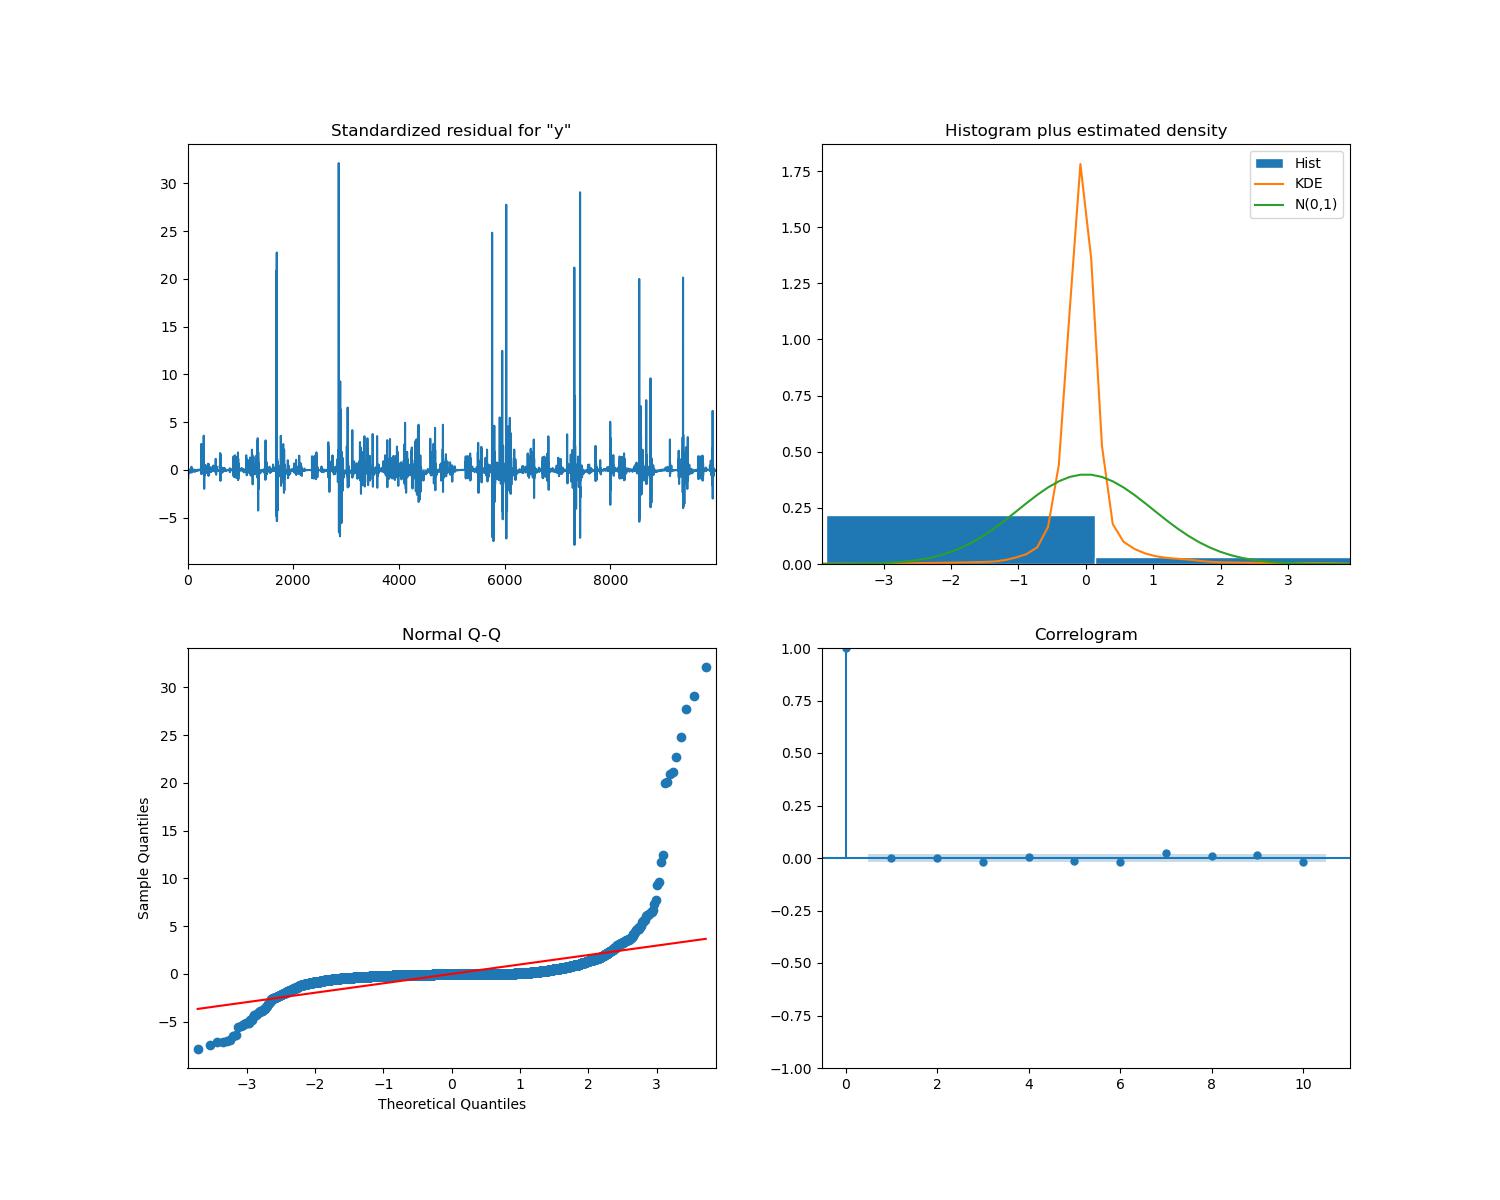 Standardized residual for "y"
30
25
20
15
10
5
0
−5
0 2000 4000 6000 8000
Histogram plus estimated density
Hist
KDE
N(0,1)
1.75
1.50
1.25
1.00
0.75
0.50
0.25
0.00
−3 −2 −1 0 1 2 3
Normal Q-Q
Sample Quantiles
30
25
20
15
10
5
0
−5
−3 −2 −1 0 1 2 3
Theoretical Quantiles
Correlogram
1.00
0.75
0.50
0.25
0.00
−0.25
−0.50
−0.75
−1.00
0 2 4 6 8 10